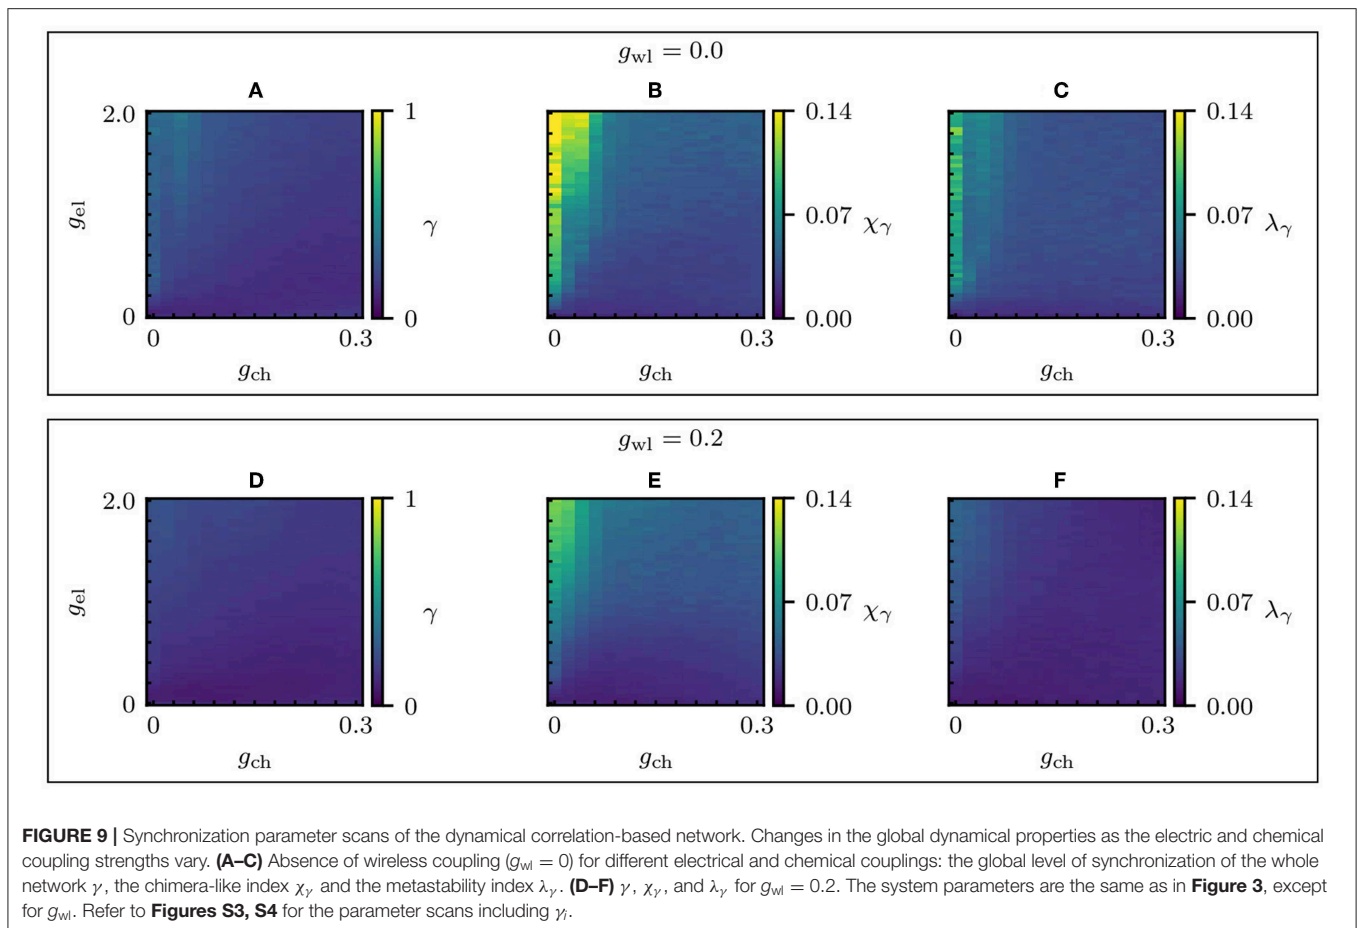 g_wl = 0.0
A B C
2.0 1 0.14 0.14
g_el γ 0.07 χ_γ 0.07 λ_γ
0 0 0.00 0.00
0 0.3 0 0.3 0 0.3
g_ch g_ch g_ch
g_wl = 0.2
D E F
2.0 1 0.14 0.14
g_el γ 0.07 χ_γ 0.07 λ_γ
0 0 0.00 0.00
0 0.3 0 0.3 0 0.3
g_ch g_ch g_ch
FIGURE 9 | Synchronization parameter scans of the dynamical correlation-based network. Changes in the global dynamical properties as the electric and chemical
coupling strengths vary. (A–C) Absence of wireless coupling (g_wl = 0) for different electrical and chemical couplings: the global level of synchronization of the whole
network γ, the chimera-like index χ_γ and the metastability index λ_γ. (D–F) γ, χ_γ, and λ_γ for g_wl = 0.2. The system parameters are the same as in Figure 3, except
for g_wl. Refer to Figures S3, S4 for the parameter scans including γ_i.